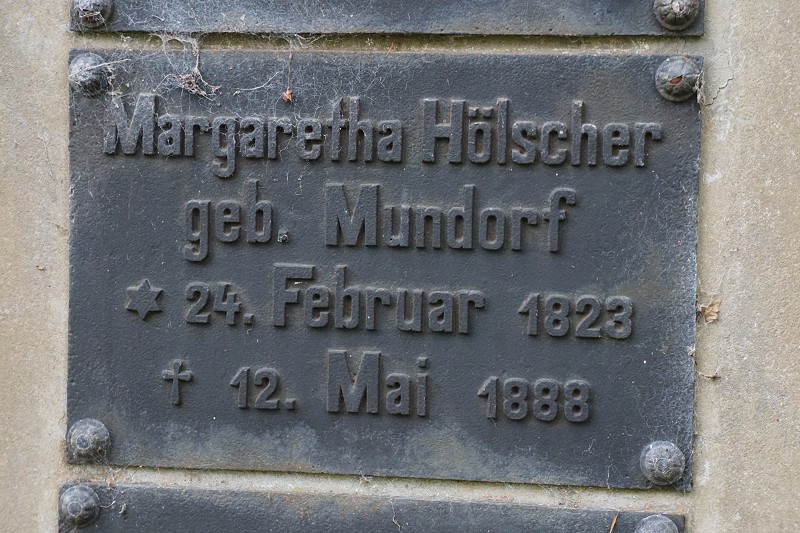 Margaretha Hölscher
geb. Mundorf
✶ 24. Februar 1823
† 12. Mai 1888